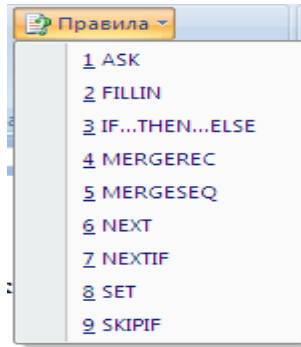 Правила
1 ASK
2 FILLIN
3 IF...THEN...ELSE
4 MERGEREC
5 MERGESEQ
6 NEXT
7 NEXTIF
8 SET
9 SKIPIF